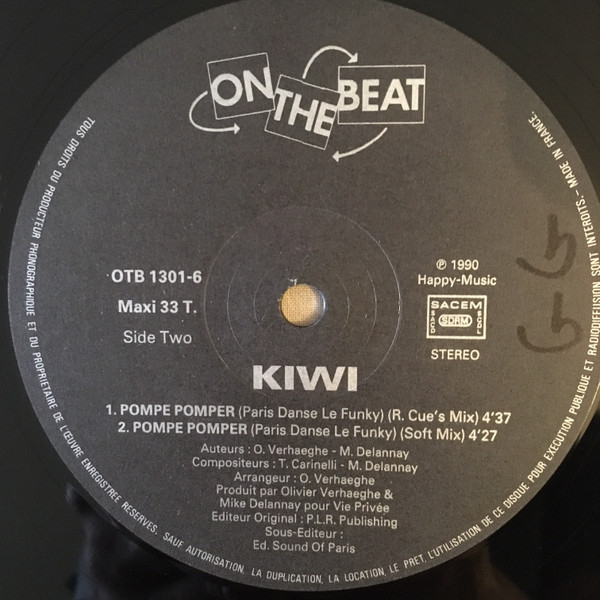 ON THE BEAT
OTB 1301-6
Maxi 33 T.
Side Two
℗ 1990
Happy-Music
SACEM
SACD SDRM SGDL
STEREO
KIWI
1. POMPE POMPER (Paris Danse Le Funky) (R. Cue's Mix) 4'37
2. POMPE POMPER (Paris Danse Le Funky) (Soft Mix) 4'27
Auteurs : O. Verhaeghe - M. Delannay
Compositeurs : T. Carinelli - M. Delannay
Arrangeur : O. Verhaeghe
Produit par Olivier Verhaeghe &
Mike Delannay pour Vie Privée
Editeur Original : P.L.R. Publishing
Sous-Editeur :
Ed. Sound Of Paris
TOUS DROITS DU PRODUCTEUR PHONOGRAPHIQUE ET DU PROPRIETAIRE DE L'ŒUVRE ENREGISTREE RESERVES. SAUF AUTORISATION, LA DUPLICATION, LA LOCATION, LE PRET, L'UTILISATION DE CE DISQUE POUR EXECUTION PUBLIQUE ET RADIODIFFUSION SONT INTERDITS. - MADE IN FRANCE.